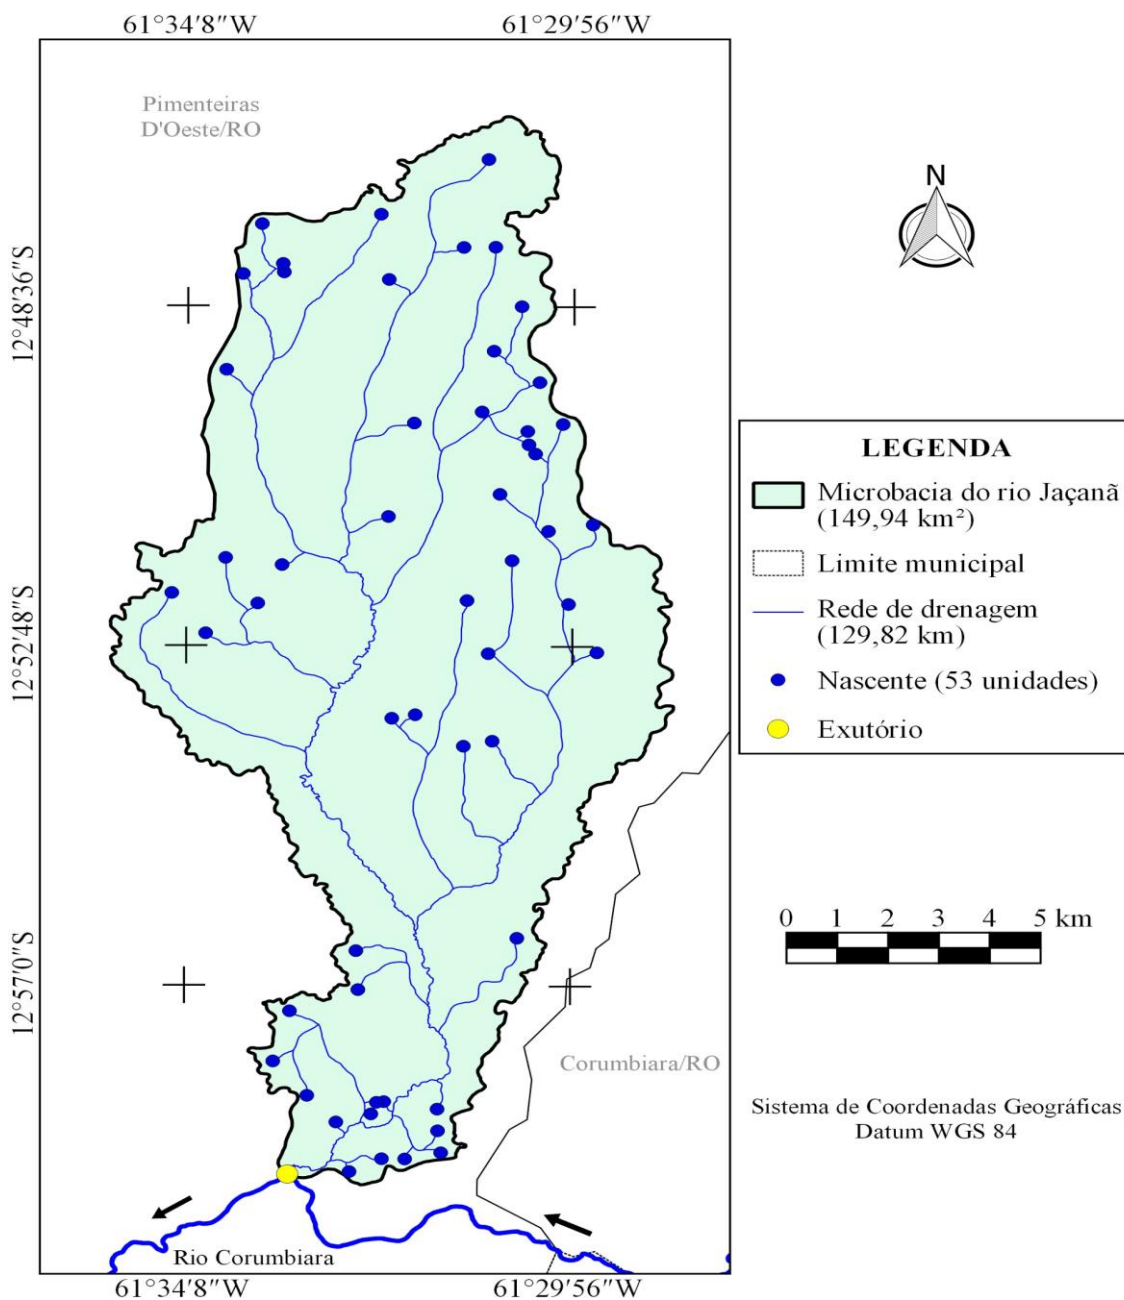 61°34'8"W
61°29'56"W
Pimenteiras
D'Oeste/RO
N
12°48'36"S
12°52'48"S
12°57'0"S
LEGENDA
Microbacia do rio Jaçanã
(149,94 km²)
Limite municipal
Rede de drenagem
(129,82 km)
Nascente (53 unidades)
Exutório
0 1 2 3 4 5 km
Corumbiara/RO
Sistema de Coordenadas Geográficas
Datum WGS 84
Rio Corumbiara
61°34'8"W
61°29'56"W